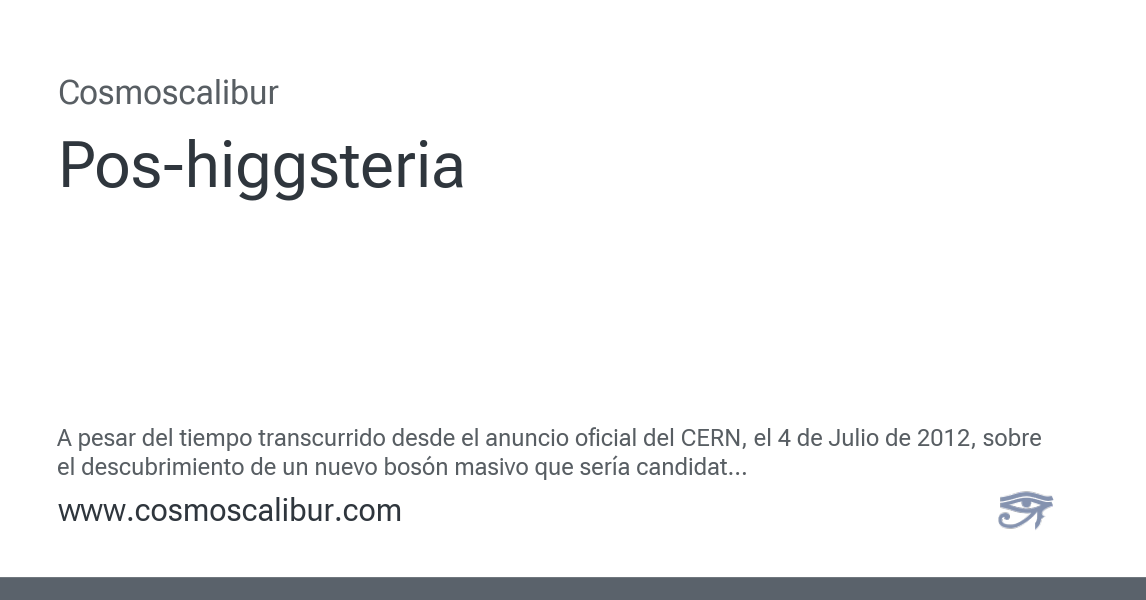 Cosmoscalibur
Pos-higgsteria
A pesar del tiempo transcurrido desde el anuncio oficial del CERN, el 4 de Julio de 2012, sobre
el descubrimiento de un nuevo bosón masivo que sería candidat...
www.cosmoscalibur.com